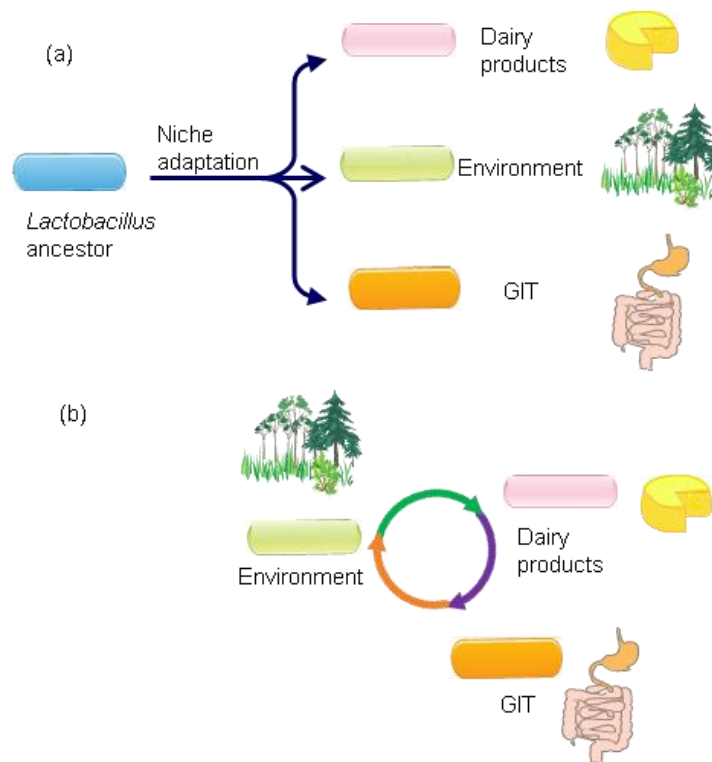 (a)
Dairy
products
Niche
adaptation
Environment
Lactobacillus
ancestor
GIT
(b)
Environment
Dairy
products
GIT